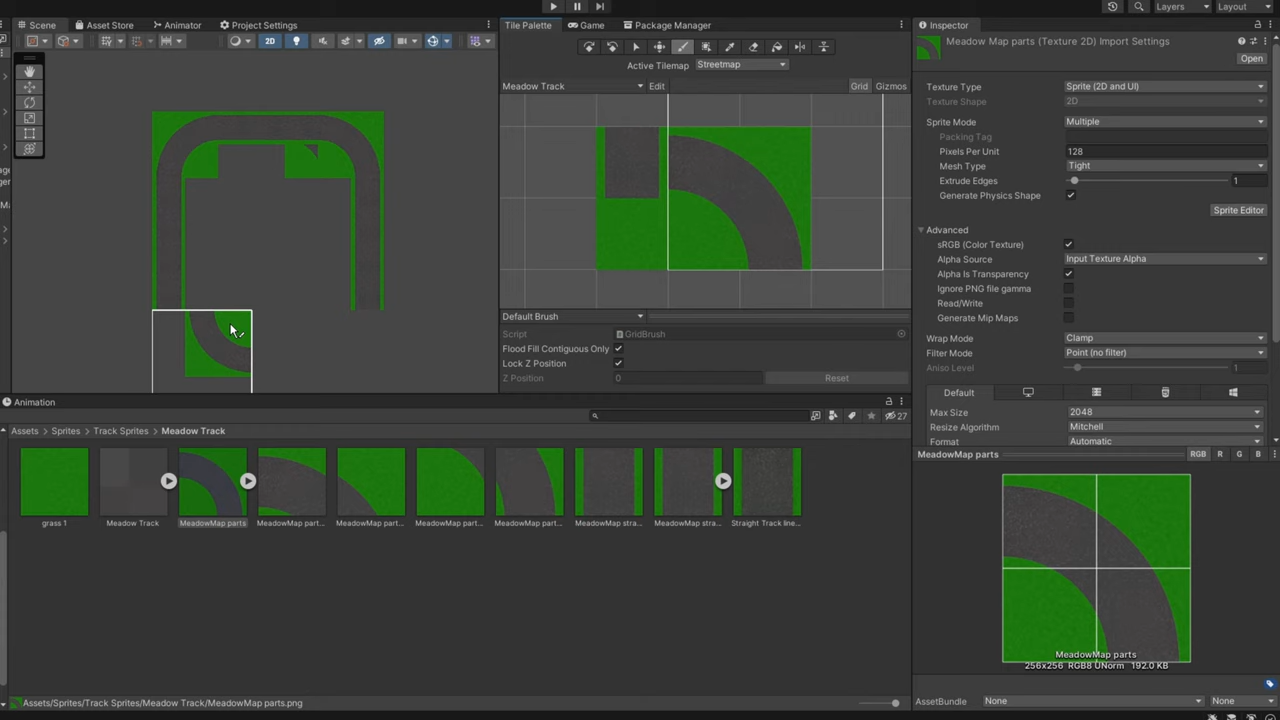 Layers
Layout
Scene
Asset Store
Animator
Project Settings
2D
Tile Palette
Game
Package Manager
Active Tilemap
Streetmap
Meadow Track
Edit
Grid
Gizmos
Default Brush
Script
GridBrush
Flood Fill Contiguous Only
Lock Z Position
Z Position
0
Reset
Inspector
Meadow Map parts (Texture 2D) Import Settings
Open
Texture Type
Sprite (2D and UI)
Texture Shape
2D
Sprite Mode
Multiple
Packing Tag
Pixels Per Unit
128
Mesh Type
Tight
Extrude Edges
1
Generate Physics Shape
Sprite Editor
Advanced
sRGB (Color Texture)
Alpha Source
Input Texture Alpha
Alpha Is Transparency
Ignore PNG file gamma
Read/Write
Generate Mip Maps
Wrap Mode
Clamp
Filter Mode
Point (no filter)
Aniso Level
1
Default
Max Size
2048
Resize Algorithm
Mitchell
Format
Automatic
MeadowMap parts
RGB R G B
MeadowMap parts
256x256 RGB8 UNorm 192.0 KB
AssetBundle
None
None
Animation
27
Assets
Sprites
Track Sprites
Meadow Track
grass 1
Meadow Track
MeadowMap parts
MeadowMap part...
MeadowMap part...
MeadowMap part...
MeadowMap part...
MeadowMap stra...
MeadowMap stra...
Straight Track line...
Assets/Sprites/Track Sprites/Meadow Track/MeadowMap parts.png